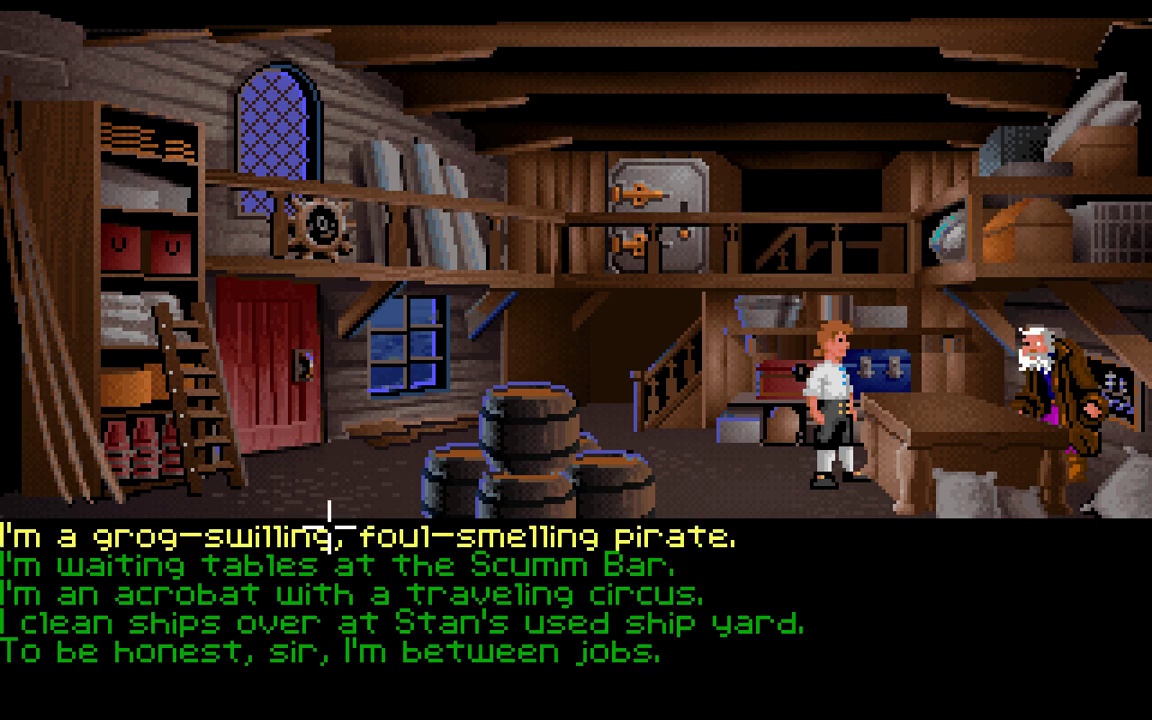 I'm a grog-swilling, foul-smelling pirate.
I'm waiting tables at the Scumm Bar.
I'm an acrobat with a traveling circus.
I clean ships over at Stan's used ship yard.
To be honest, sir, I'm between jobs.